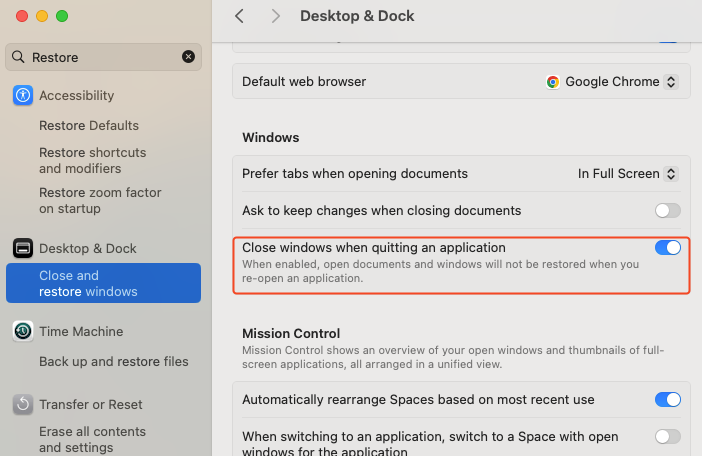 Desktop & Dock
Restore
Accessibility
Restore Defaults
Restore shortcuts
and modifiers
Restore zoom factor
on startup
Desktop & Dock
Close and
restore windows
Time Machine
Back up and restore files
Transfer or Reset
Erase all contents
and settings
Default web browser
Google Chrome
Windows
Prefer tabs when opening documents
In Full Screen
Ask to keep changes when closing documents
Close windows when quitting an application
When enabled, open documents and windows will not be restored when you
re-open an application.
Mission Control
Mission Control shows an overview of your open windows and thumbnails of full-
screen applications, all arranged in a unified view.
Automatically rearrange Spaces based on most recent use
When switching to an application, switch to a Space with open
windows for the application